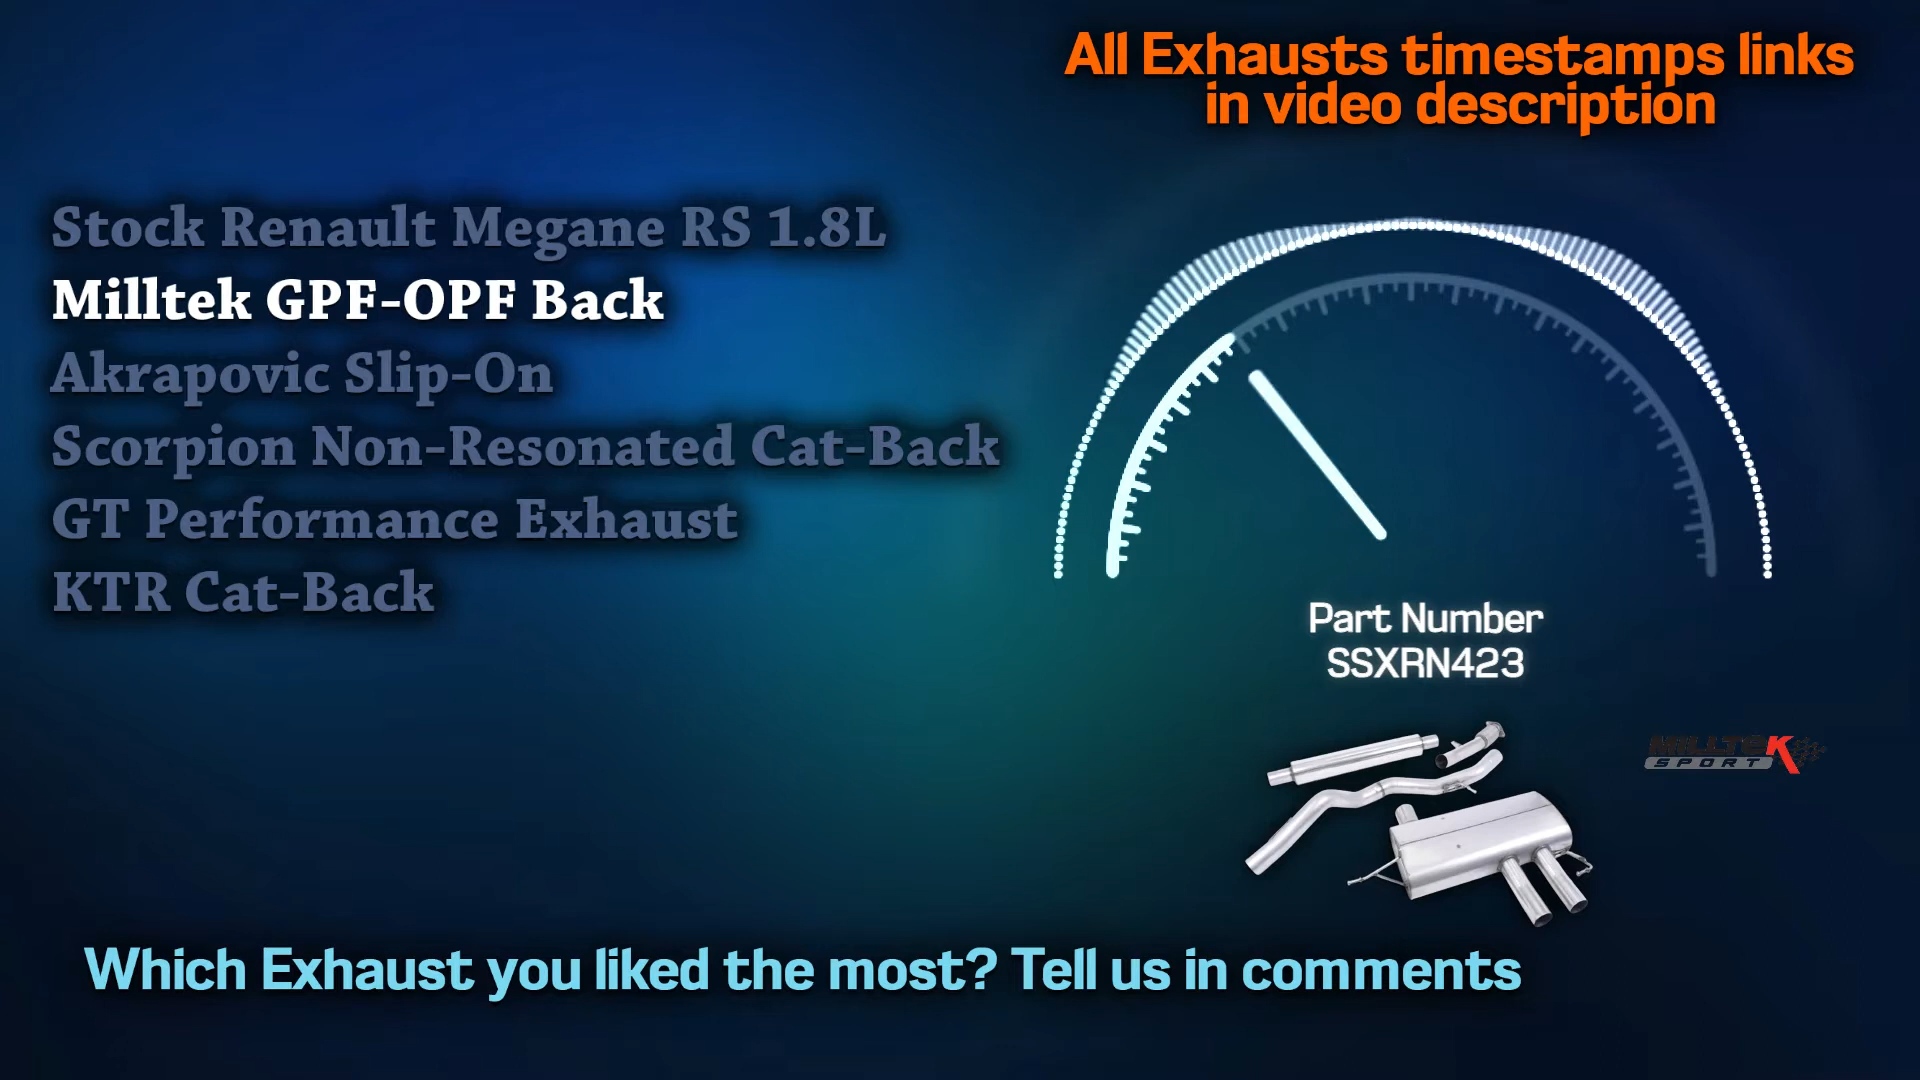 All Exhausts timestamps links
in video description
Stock Renault Megane RS 1.8L
Milltek GPF-OPF Back
Akrapovic Slip-On
Scorpion Non-Resonated Cat-Back
GT Performance Exhaust
KTR Cat-Back
Part Number
SSXRN423
MILLTEK
SPORT
Which Exhaust you liked the most? Tell us in comments